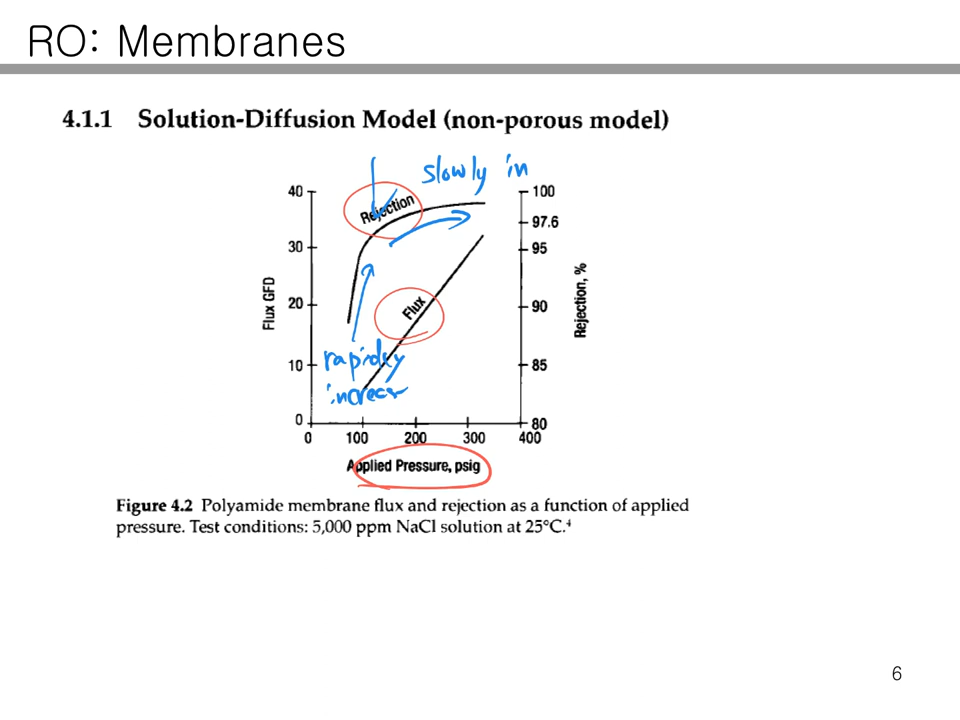 RO: Membranes
4.1.1 Solution-Diffusion Model (non-porous model)
slowly in
40
30
20
10
0
Flux GFD
Rejection
Flux
rapidly
100
97.6
95
90
85
80
Rejection, %
0 100 200 300 400
Applied Pressure, psig
Figure 4.2 Polyamide membrane flux and rejection as a function of applied
pressure. Test conditions: 5,000 ppm NaCl solution at 25°C.⁴
6